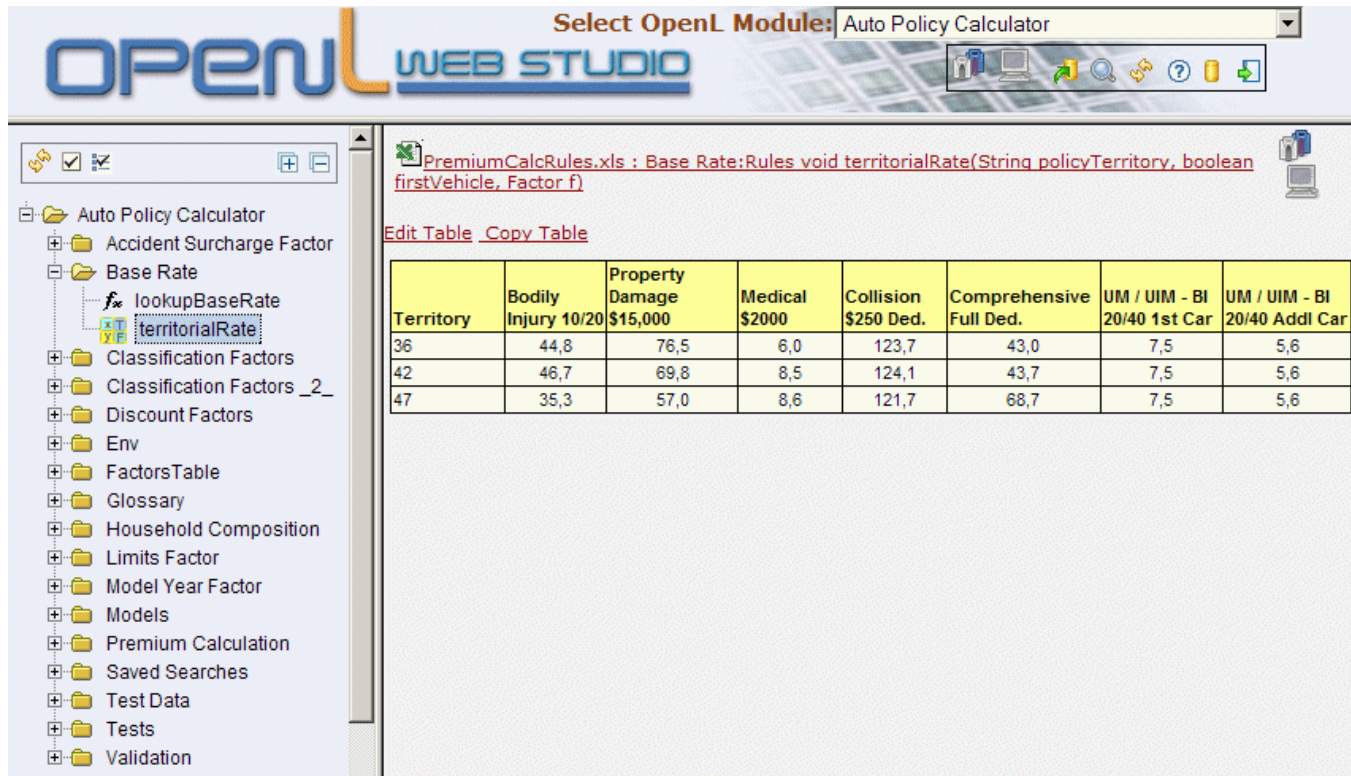 Select OpenL Module: Auto Policy Calculator
OPENL WEB STUDIO
PremiumCalcRules.xls : Base Rate:Rules void territorialRate(String policyTerritory, boolean
firstVehicle, Factor f)
Edit Table Copy Table
Auto Policy Calculator
Accident Surcharge Factor
Base Rate
fx lookupBaseRate
territorialRate
Classification Factors
Classification Factors _2_
Discount Factors
Env
FactorsTable
Glossary
Household Composition
Limits Factor
Model Year Factor
Models
Premium Calculation
Saved Searches
Test Data
Tests
Validation
Territory
Bodily
Injury 10/20
Property
Damage
$15,000
Medical
$2000
Collision
$250 Ded.
Comprehensive
Full Ded.
UM / UIM - BI
20/40 1st Car
UM / UIM - BI
20/40 Addl Car
36 44,8 76,5 6,0 123,7 43,0 7,5 5,6
42 46,7 69,8 8,5 124,1 43,7 7,5 5,6
47 35,3 57,0 8,6 121,7 68,7 7,5 5,6